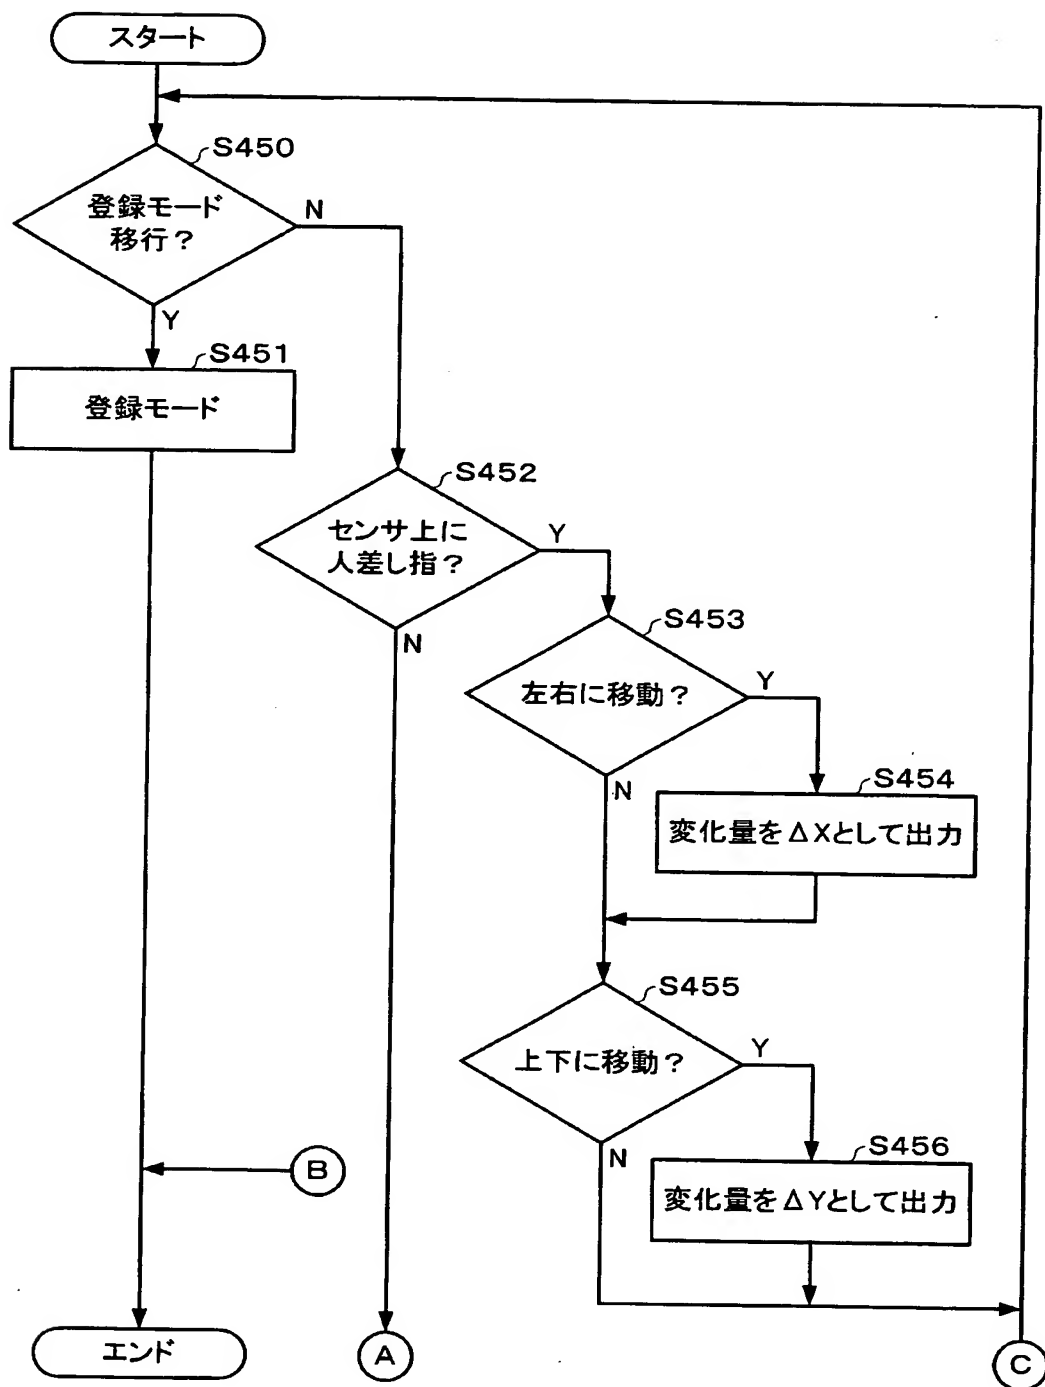 スタート
S450
登録モード
移行?
N
Y
S451
登録モード
S452
センサ上に
人差し指?
Y
N
S453
左右に移動?
Y
N
S454
変化量をΔXとして出力
S455
上下に移動?
Y
N
S456
変化量をΔYとして出力
B
エンド
A
C